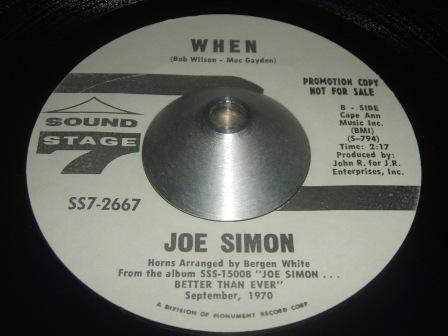 WHEN
(Bob Wilson - Mac Gayden)
PROMOTION COPY
NOT FOR SALE
SOUND
STAGE
7
B - SIDE
Cape Ann
Music Inc.
(BMI)
(S-794)
Time: 2:17
Produced by:
John R. for J.R.
Enterprises, Inc.
SS7-2667
JOE SIMON
Horns Arranged by Bergen White
From the album SSS-15008 "JOE SIMON . . .
BETTER THAN EVER"
September, 1970
A DIVISION OF MONUMENT RECORD CORP.